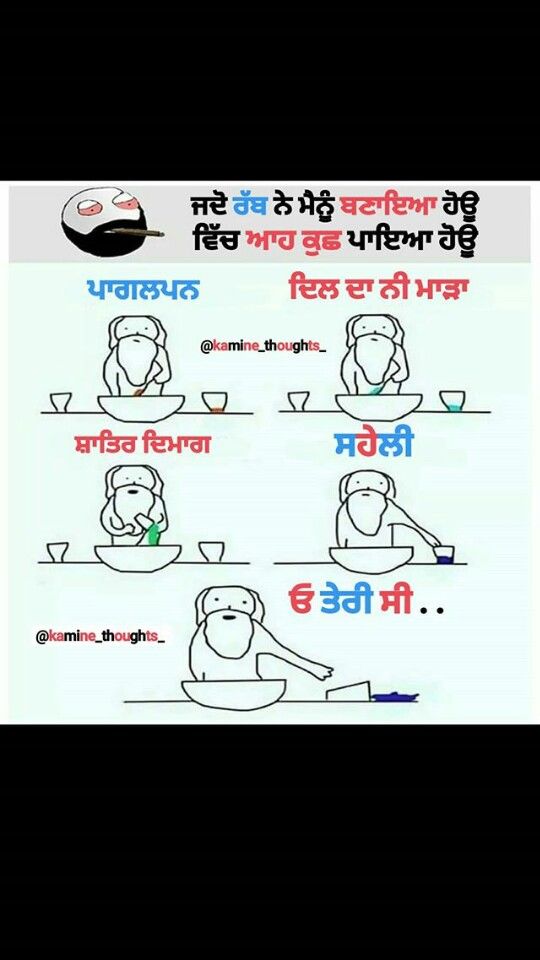 ਜਦੋ ਰੱਬ ਨੇ ਮੈਨੂੰ ਬਣਾਇਆ ਹੋਊ
ਵਿੱਚ ਆਹ ਕੁਛ ਪਾਇਆ ਹੋਊ
ਪਾਗਲਪਨ
ਦਿਲ ਦਾ ਨੀ ਮਾੜਾ
@kamine_thoughts_
ਸ਼ਾਤਿਰ ਦਿਮਾਗ
ਸਹੇਲੀ
ਓ ਤੇਰੀ ਸੀ..
@kamine_thoughts_